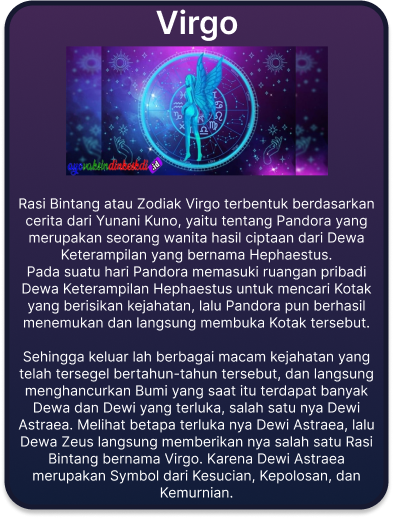 Virgo
Rasi Bintang atau Zodiak Virgo terbentuk berdasarkan
cerita dari Yunani Kuno, yaitu tentang Pandora yang
merupakan seorang wanita hasil ciptaan dari Dewa
Keterampilan yang bernama Hephaestus.
Pada suatu hari Pandora memasuki ruangan pribadi
Dewa Keterampilan Hephaestus untuk mencari Kotak
yang berisikan kejahatan, lalu Pandora pun berhasil
menemukan dan langsung membuka Kotak tersebut.
Sehingga keluar lah berbagai macam kejahatan yang
telah tersegel bertahun-tahun tersebut, dan langsung
menghancurkan Bumi yang saat itu terdapat banyak
Dewa dan Dewi yang terluka, salah satu nya Dewi
Astraea. Melihat betapa terluka nya Dewi Astraea, lalu
Dewa Zeus langsung memberikan nya salah satu Rasi
Bintang bernama Virgo. Karena Dewi Astraea
merupakan Symbol dari Kesucian, Kepolosan, dan
Kemurnian.